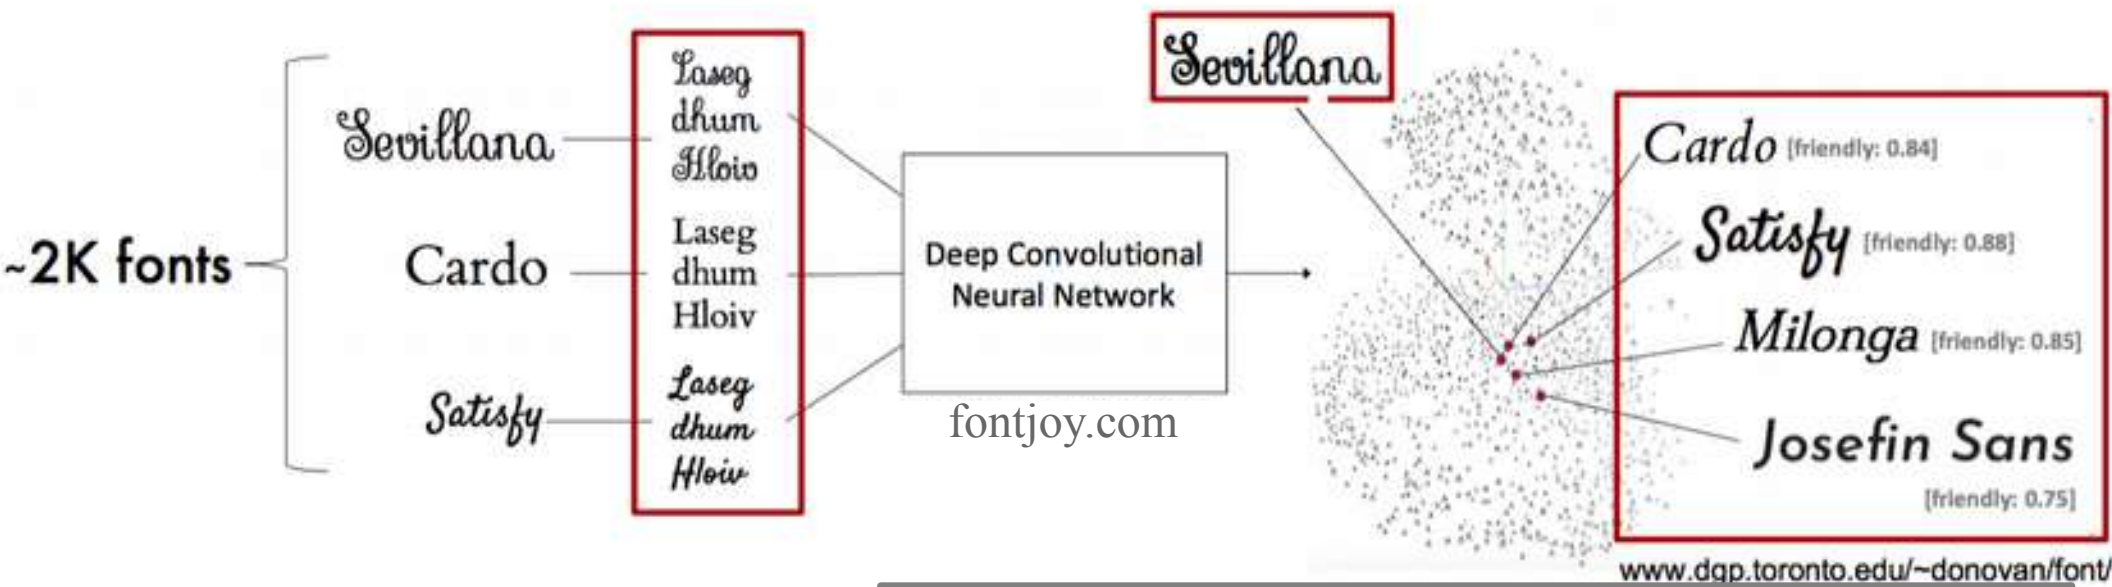 ~2K fonts
Sevillana
Cardo
Satisfy
Laseg
dhum
Hloiv
Laseg
dhum
Hloiv
Laseg
dhum
Hloiv
Deep Convolutional
Neural Network
fontjoy.com
Sevillana
Cardo [friendly: 0.84]
Satisfy [friendly: 0.88]
Milonga [friendly: 0.85]
Josefin Sans
[friendly: 0.75]
www.dgp.toronto.edu/~donovan/font/